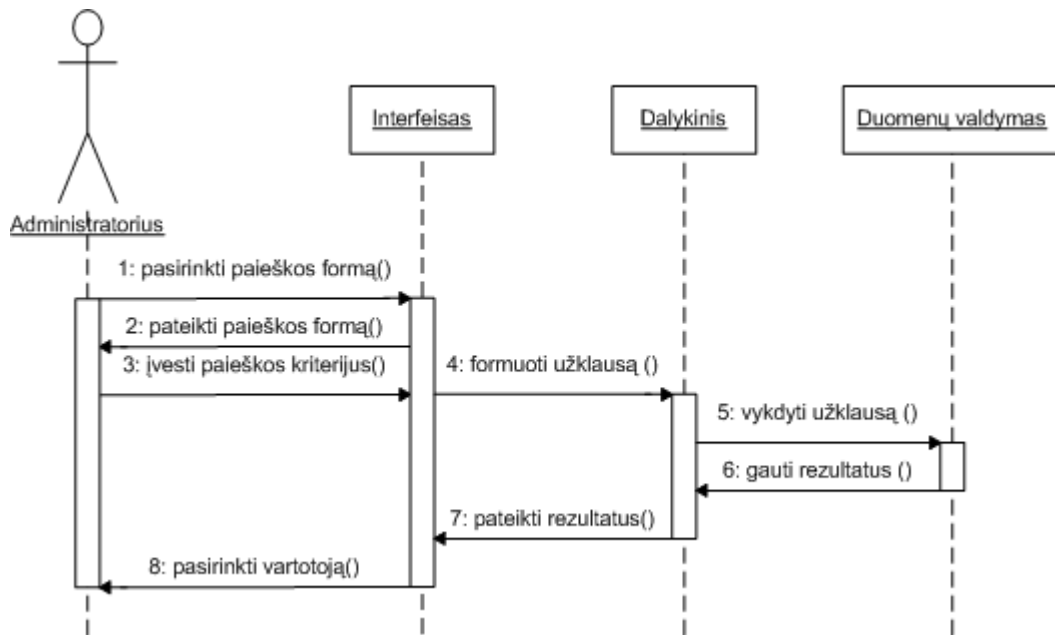 Interfeisas
Dalykinis
Duomenų valdymas
Administratorius
1: pasirinkti paieškos formą()
2: pateikti paieškos formą()
3: įvesti paieškos kriterijus()
4: formuoti užklausą ()
5: vykdyti užklausą ()
6: gauti rezultatus ()
7: pateikti rezultatus()
8: pasirinkti vartotoją()